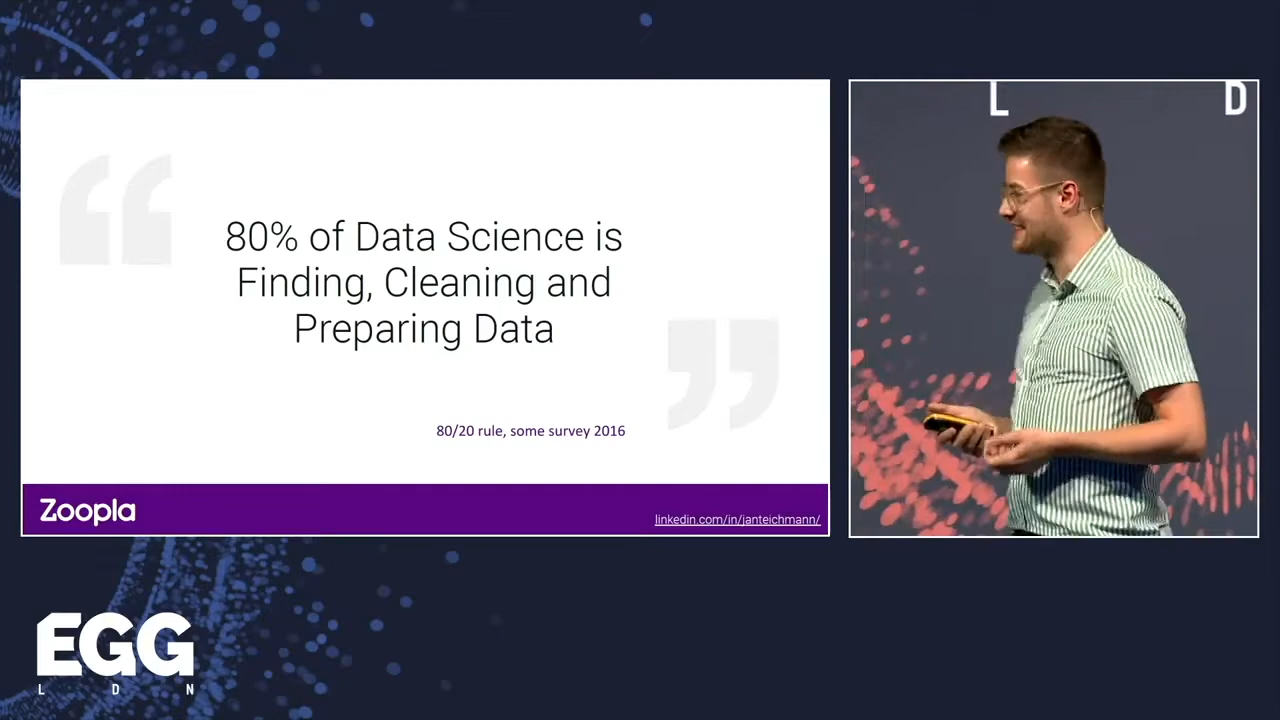 80% of Data Science is
Finding, Cleaning and
Preparing Data
80/20 rule, some survey 2016
Zoopla
linkedin.com/in/janteichmann/
L D
EGG
L D N